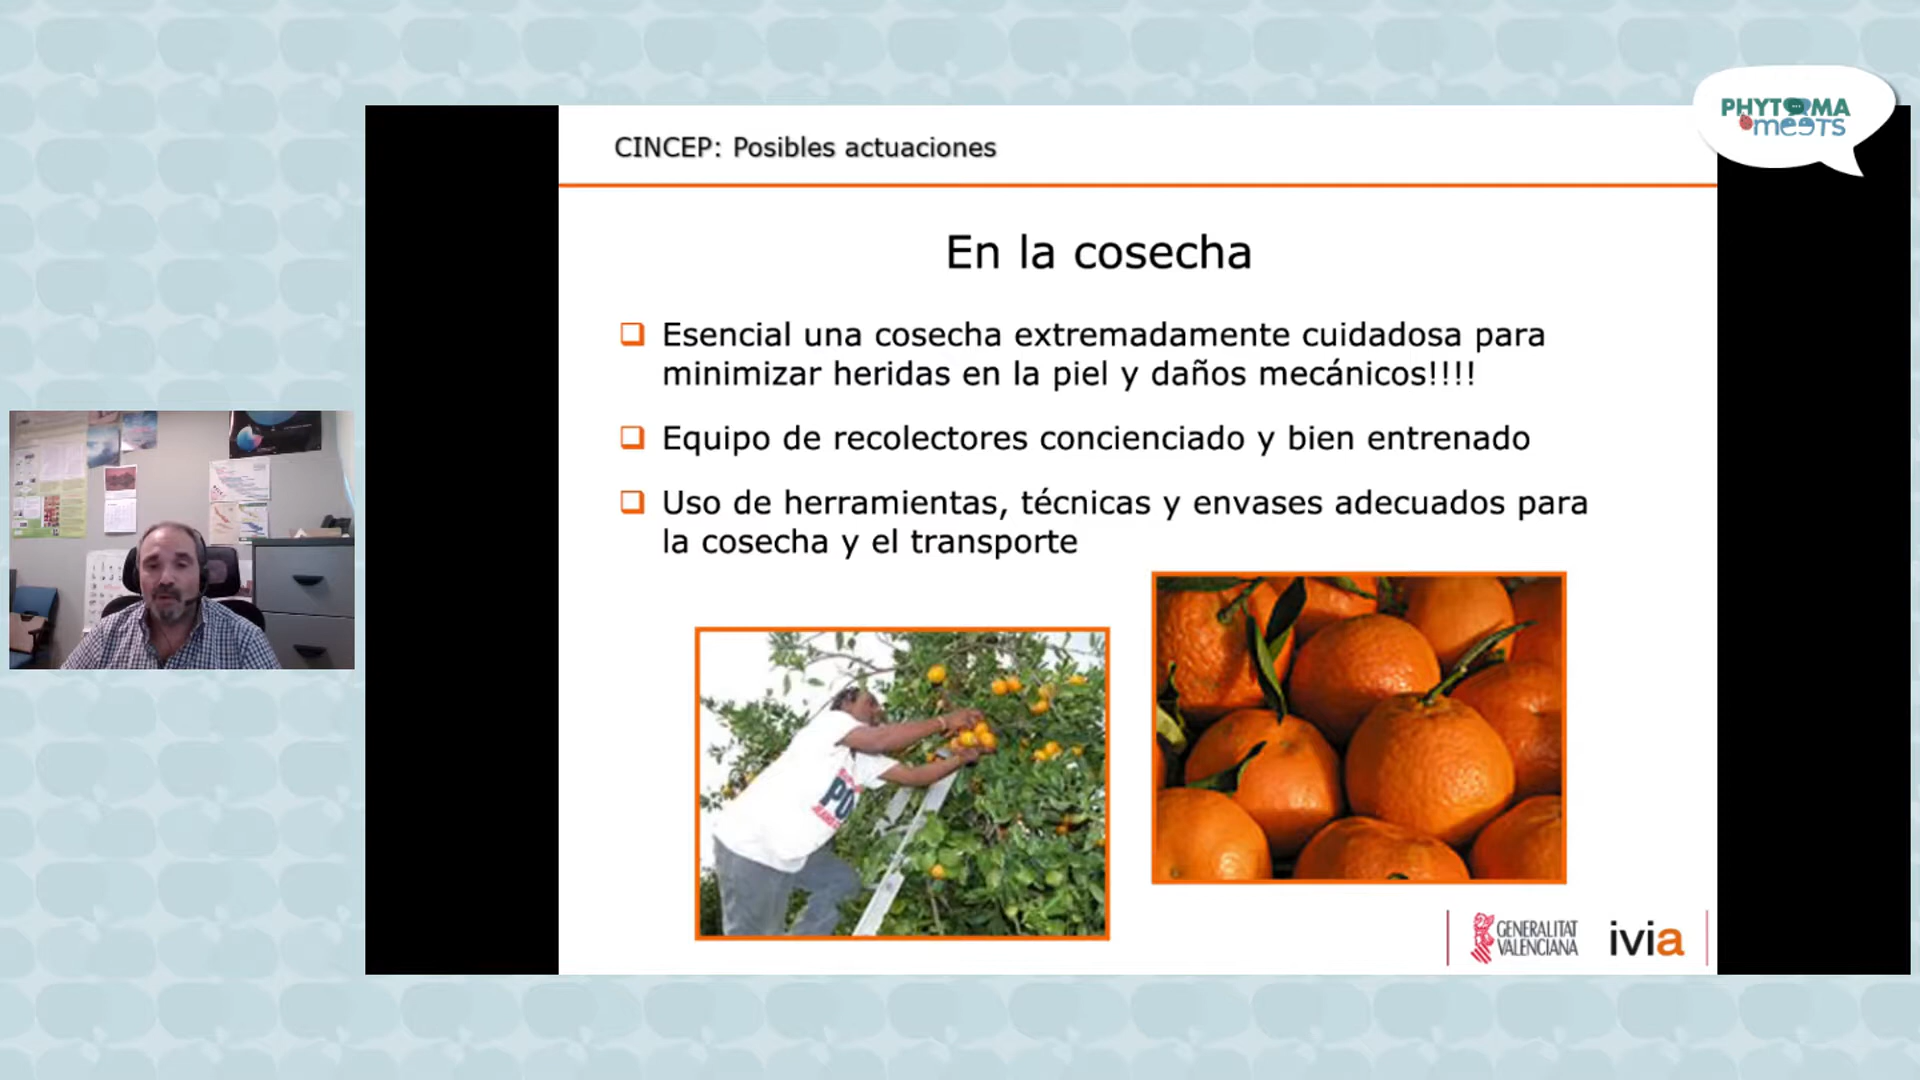 PHYTOMA
meets
CINCEP: Posibles actuaciones
En la cosecha
Esencial una cosecha extremadamente cuidadosa para
minimizar heridas en la piel y daños mecánicos!!!!
Equipo de recolectores concienciado y bien entrenado
Uso de herramientas, técnicas y envases adecuados para
la cosecha y el transporte
PO
GENERALITAT
VALENCIANA
ivia